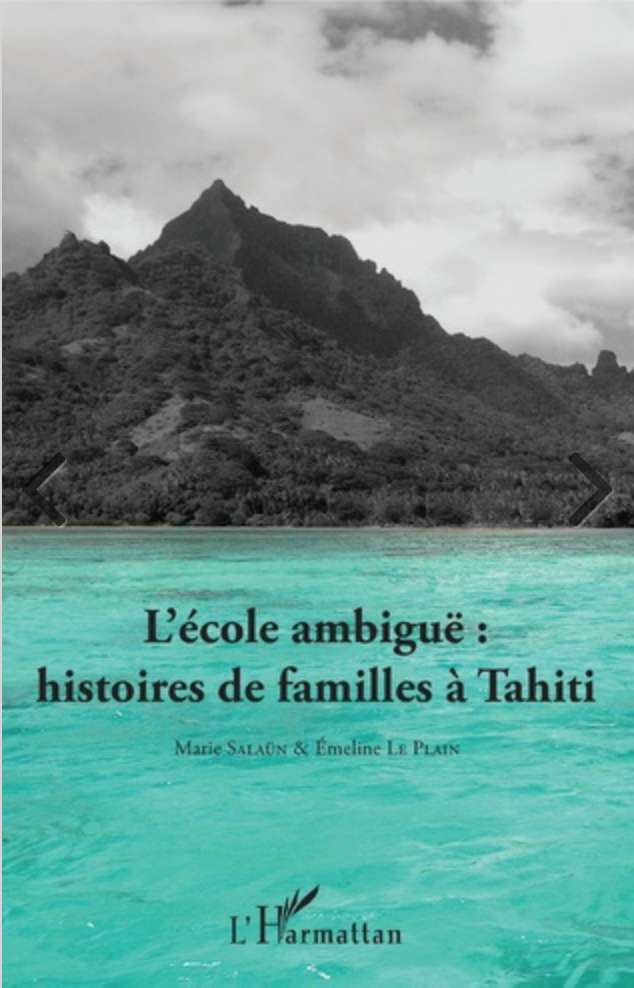 L'école ambiguë :
histoires de familles à Tahiti
Marie SALAÜN & Émeline LE PLAIN
L'Harmattan